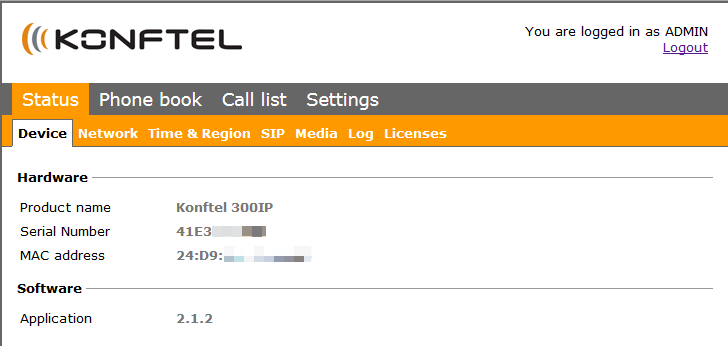 KONFTEL
You are logged in as ADMIN
Logout
Status Phone book Call list Settings
Device Network Time & Region SIP Media Log Licenses
Hardware
Product name Konftel 300IP
Serial Number 41E3
MAC address 24:D9:
Software
Application 2.1.2